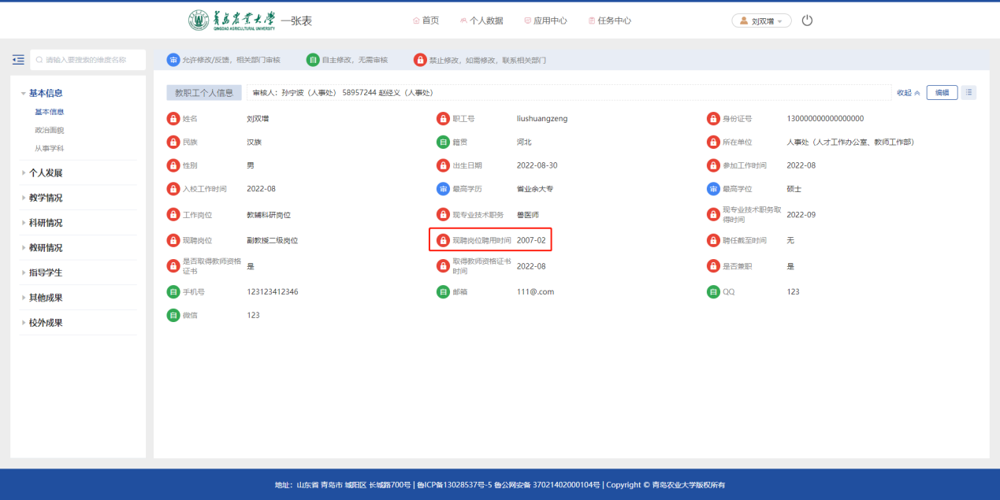 青岛农业大学 一张表
QINGDAO AGRICULTURAL UNIVERSITY
首页 个人数据 应用中心 任务中心 刘双增
请输入要搜索的维度名称
审 允许修改/反馈，相关部门审核 自 自主修改，无需审核 禁止修改，如需修改，联系相关部门
基本信息
基本信息
政治面貌
从事学科
个人发展
教学情况
科研情况
教研情况
指导学生
其他成果
校外成果
教职工个人信息 审核人：孙宁波（人事处） 58957244 赵经义（人事处） 收起 编辑
姓名 刘双增 职工号 liushuangzeng 身份证号 130000000000000000
民族 汉族 自 籍贯 河北 所在单位 人事处（人才工作办公室、教师工作部）
性别 男 出生日期 2022-08-30 参加工作时间 2022-08
入校工作时间 2022-08 审 最高学历 省业余大专 审 最高学位 硕士
工作岗位 教辅科研岗位 现专业技术职务 兽医师 现专业技术职务取
得时间 2022-09
现聘岗位 副教授二级岗位 现聘岗位聘用时间 2007-02 聘任截至时间 无
是否取得教师资格
证书 是 取得教师资格证书
时间 2022-08 是否兼职 是
自 手机号 123123412346 自 邮箱 111@.com 自 QQ 123
自 微信 123
地址：山东省 青岛市 城阳区 长城路700号 | 鲁ICP备13028537号-5 鲁公网安备 37021402000104号 | Copyright © 青岛农业大学版权所有